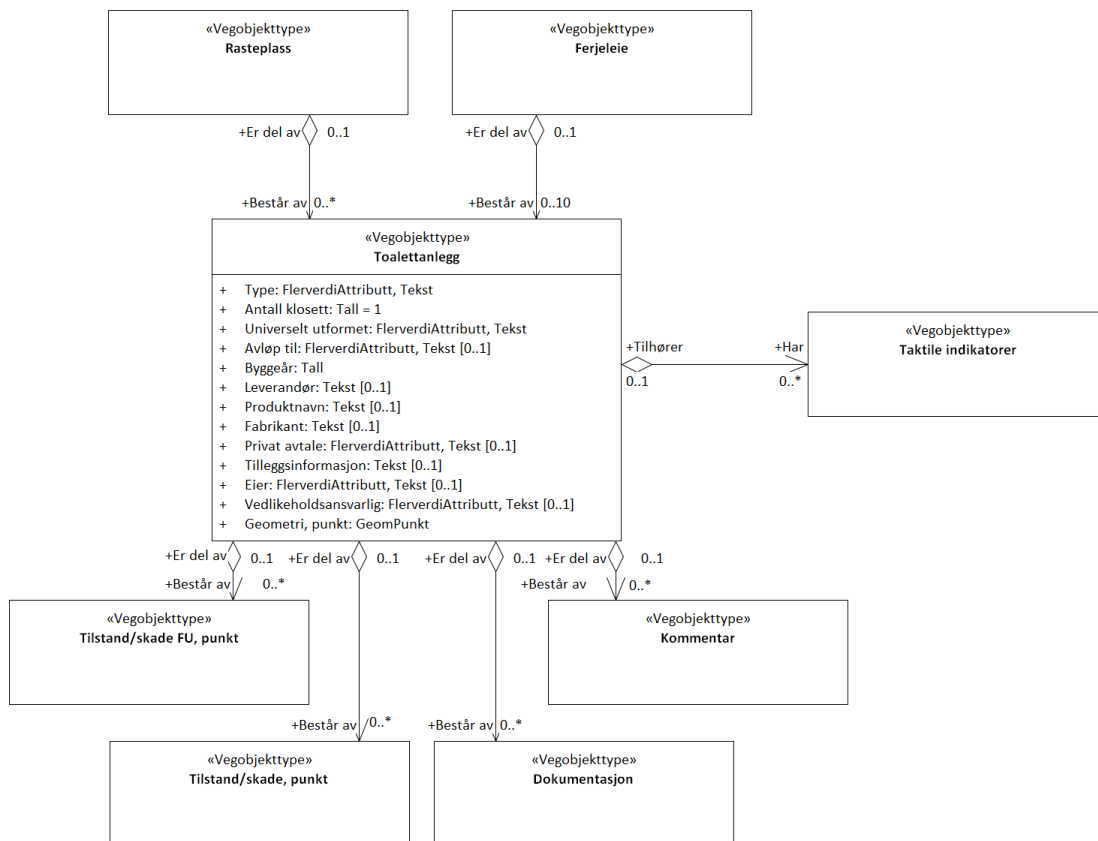 «Vegobjekttype»
Rasteplass
«Vegobjekttype»
Ferjeleie
+Er del av 0..1
+Er del av 0..1
+Består av 0..*
+Består av 0..10
«Vegobjekttype»
Toalettanlegg
+ Type: FlerverdiAttributt, Tekst
+ Antall klosett: Tall = 1
+ Universelt utformet: FlerverdiAttributt, Tekst
+ Avløp til: FlerverdiAttributt, Tekst [0..1]
+ Byggeår: Tall
+ Leverandør: Tekst [0..1]
+ Produktnavn: Tekst [0..1]
+ Fabrikant: Tekst [0..1]
+ Privat avtale: FlerverdiAttributt, Tekst [0..1]
+ Tilleggsinformasjon: Tekst [0..1]
+ Eier: FlerverdiAttributt, Tekst [0..1]
+ Vedlikeholdsansvarlig: FlerverdiAttributt, Tekst [0..1]
+ Geometri, punkt: GeomPunkt
+Tilhører +Har
0..1 0..*
«Vegobjekttype»
Taktile indikatorer
+Er del av 0..1
+Er del av 0..1
+Er del av 0..1
+Er del av 0..1
+Består av 0..*
+Består av 0..*
«Vegobjekttype»
Tilstand/skade FU, punkt
«Vegobjekttype»
Kommentar
+Består av 0..*
+Består av 0..*
«Vegobjekttype»
Tilstand/skade, punkt
«Vegobjekttype»
Dokumentasjon